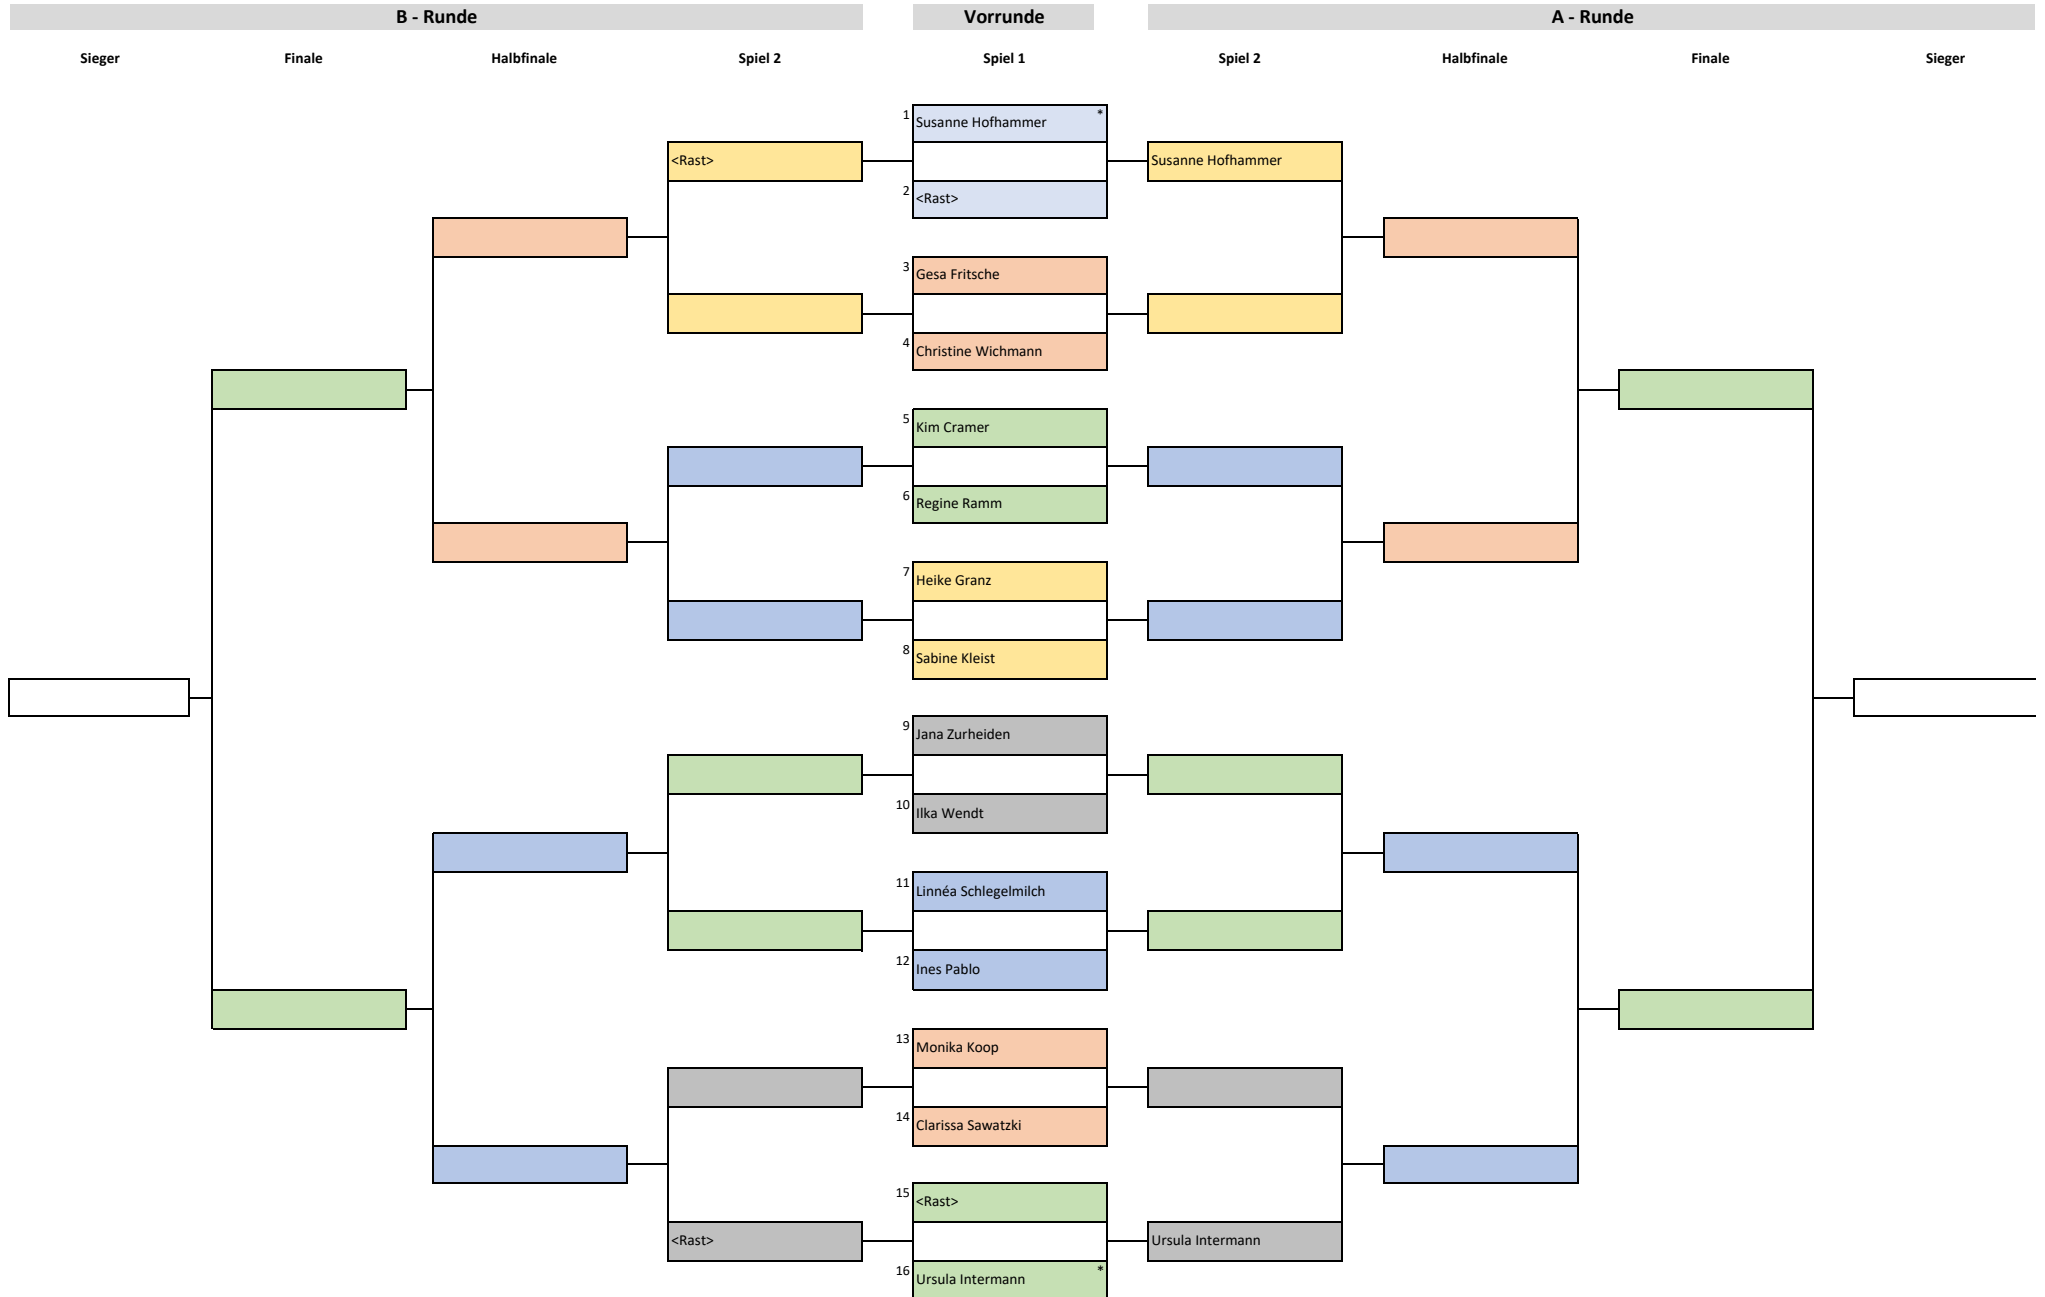 B - Runde Vorrunde A - Runde
Sieger Finale Halbfinale Spiel 2 Spiel 1 Spiel 2 Halbfinale Finale Sieger
1 Susanne Hofhammer *
<Rast> Susanne Hofhammer
2 <Rast>
3 Gesa Fritsche
4 Christine Wichmann
5 Kim Cramer
6 Regine Ramm
7 Heike Granz
8 Sabine Kleist
9 Jana Zurheiden
10 Ilka Wendt
11 Linnéa Schlegelmilch
12 Ines Pablo
13 Monika Koop
14 Clarissa Sawatzki
15 <Rast>
<Rast> Ursula Intermann
16 Ursula Intermann *